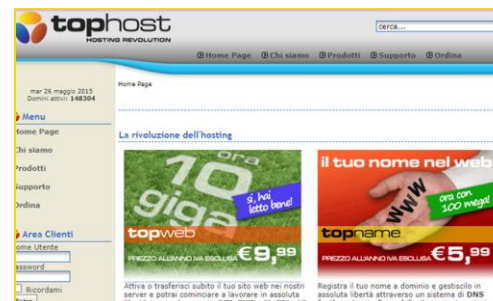 tophost
HOSTING REVOLUTION
cerca...
Home Page Chi siamo Prodotti Supporto Ordina
mar 26 maggio 2015
Domini attivi: 148304
Home Page
Menu
Home Page
Chi siamo
Prodotti
Supporto
Ordina
Area Clienti
Nome Utente
Password
Ricordami
La rivoluzione dell'hosting
ora
10
giga
si, hai
letto bene!
topweb
PREZZO ALL'ANNO IVA ESCLUSA €9,99
Attiva o trasferisci subito il tuo sito web nei nostri
server e potrai cominciare a lavorare in assoluta
il tuo nome nel web
www
ora con
100 mega!
topname
PREZZO ALL'ANNO IVA ESCLUSA €5,99
Registra il tuo nome a dominio e gestiscilo in
assoluta libertà attraverso un sistema di DNS